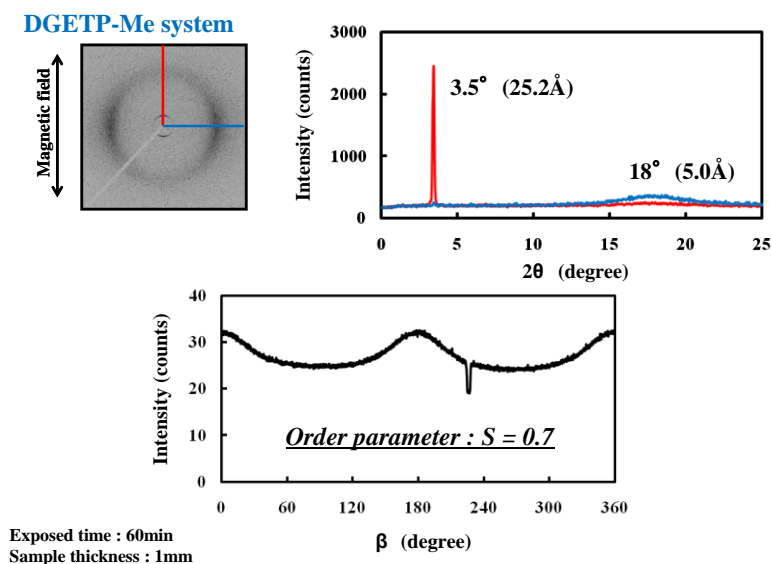 DGETP-Me system
Magnetic field
Intensity (counts)
3000
2000
1000
0
3.5° (25.2Å)
18° (5.0Å)
0 5 10 15 20 25
2θ (degree)
Intensity (counts)
40
30
20
10
0
Order parameter : S = 0.7
0 60 120 180 240 300 360
β (degree)
Exposed time : 60min
Sample thickness : 1mm